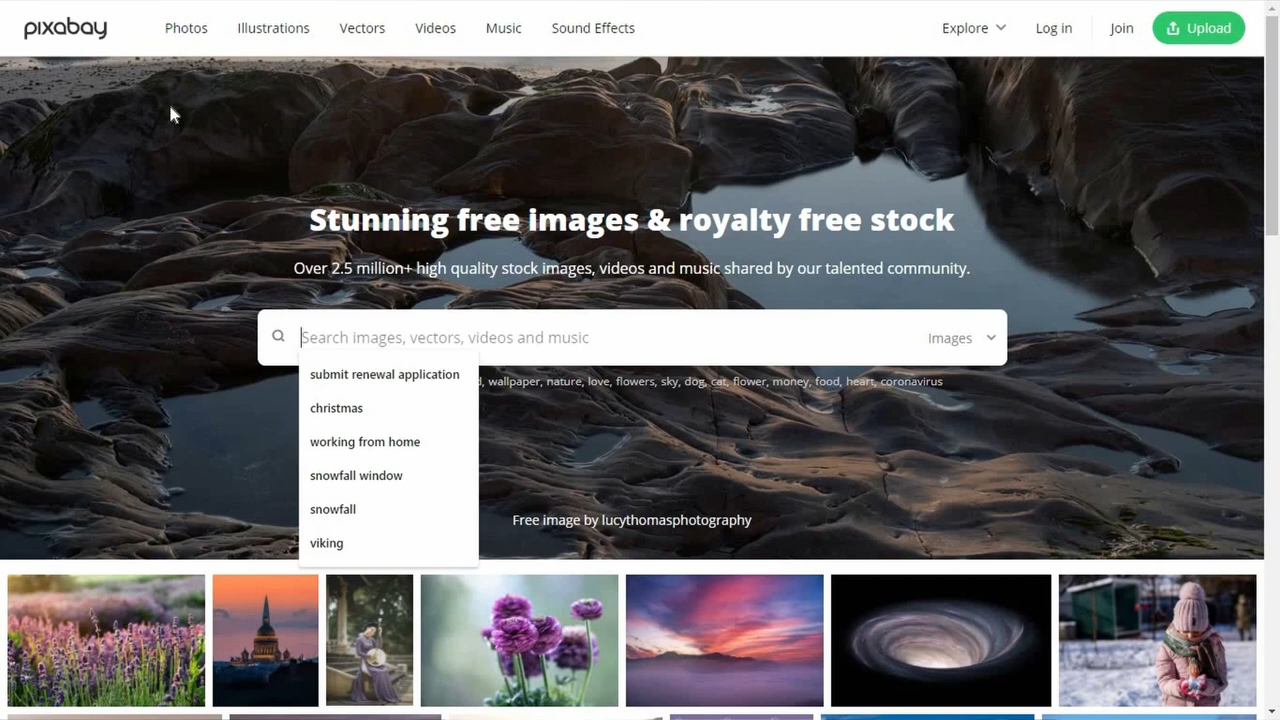 pixabay
Photos
Illustrations
Vectors
Videos
Music
Sound Effects
Explore
Log in
Join
Upload
Stunning free images & royalty free stock
Over 2.5 million+ high quality stock images, videos and music shared by our talented community.
Search images, vectors, videos and music
Images
submit renewal application
wallpaper, nature, love, flowers, sky, dog, cat, flower, money, food, heart, coronavirus
christmas
working from home
snowfall window
snowfall
viking
Free image by lucythomasphotography